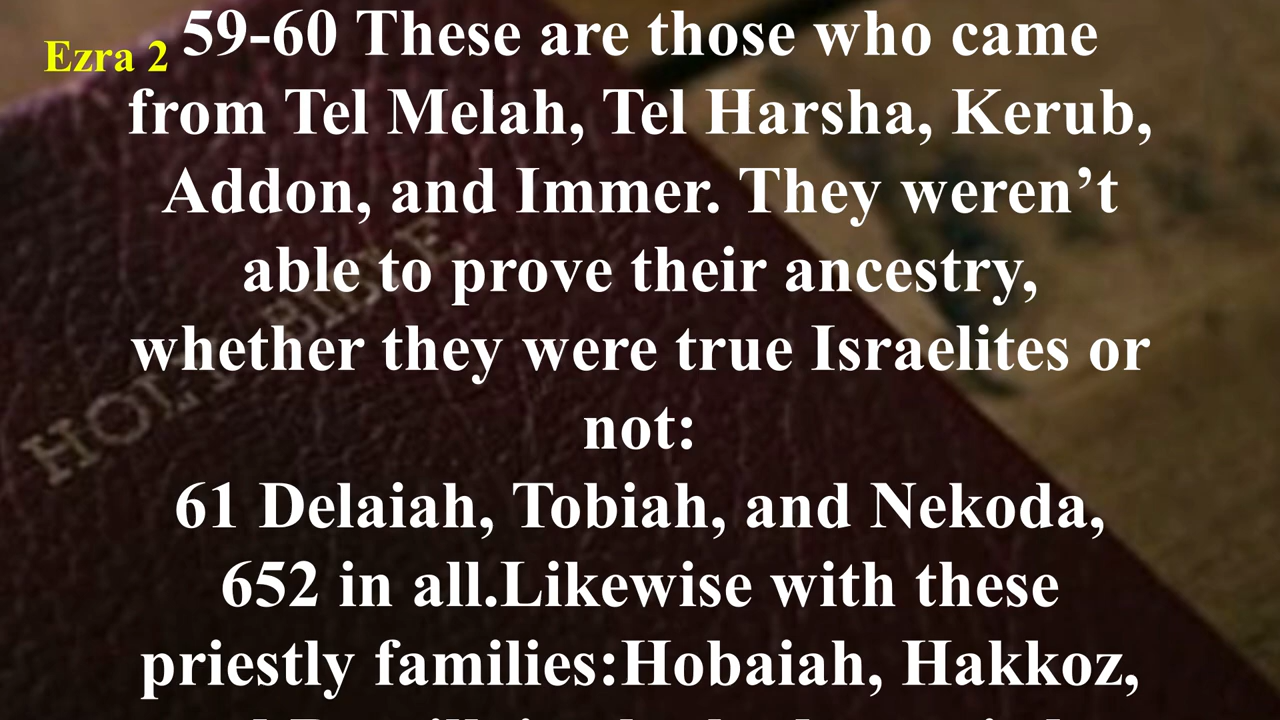 Ezra 2
59-60 These are those who came
from Tel Melah, Tel Harsha, Kerub,
Addon, and Immer. They weren’t
able to prove their ancestry,
whether they were true Israelites or
not:
61 Delaiah, Tobiah, and Nekoda,
652 in all.Likewise with these
priestly families:Hobaiah, Hakkoz,
HOLY BIBLE